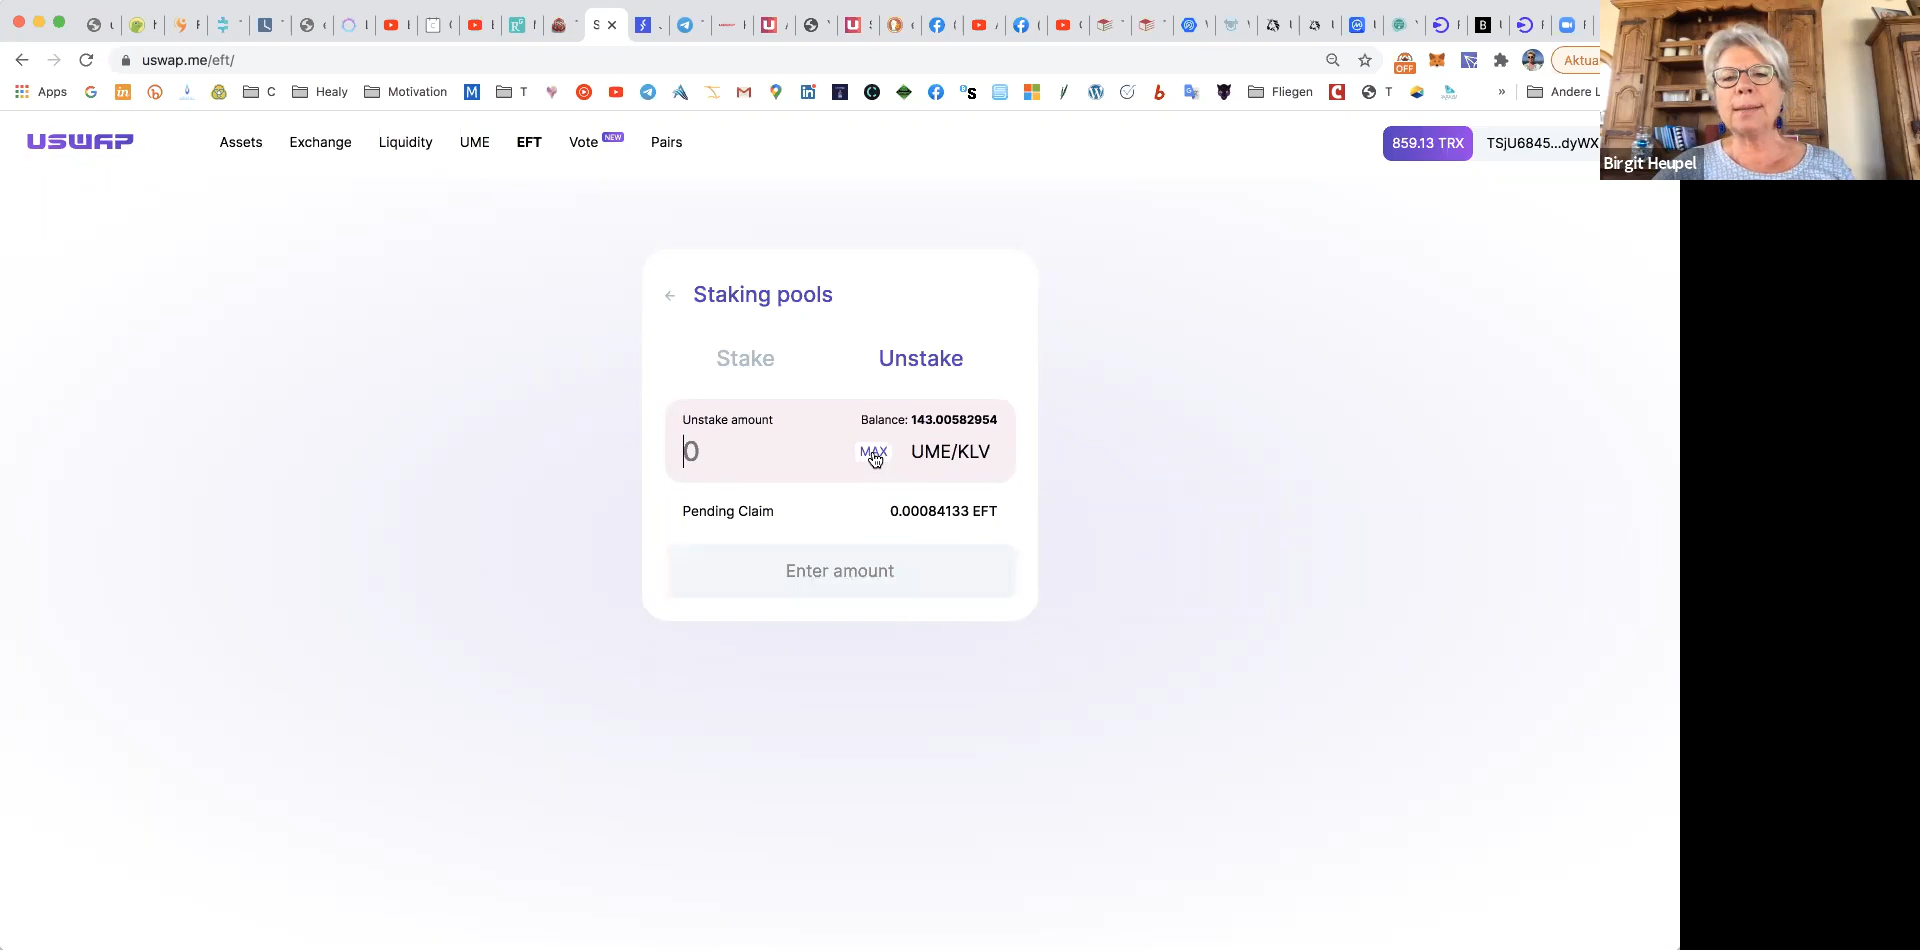 uswap.me/eft/
OFF
Aktua
Apps
C
Healy
Motivation
T
Fliegen
T
»
Andere L
USWAP
Assets
Exchange
Liquidity
UME
EFT
Vote NEW
Pairs
859.13 TRX
TSjU6845...dyWX
Birgit Heupel
Staking pools
Stake
Unstake
Unstake amount
Balance: 143.00582954
0
MAX
UME/KLV
Pending Claim
0.00084133 EFT
Enter amount